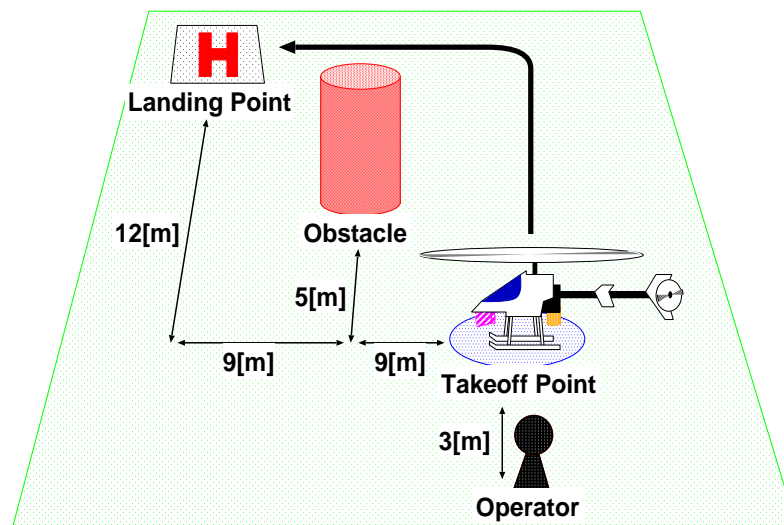 H
Landing Point
12[m]
Obstacle
5[m]
9[m]
9[m]
Takeoff Point
3[m]
Operator